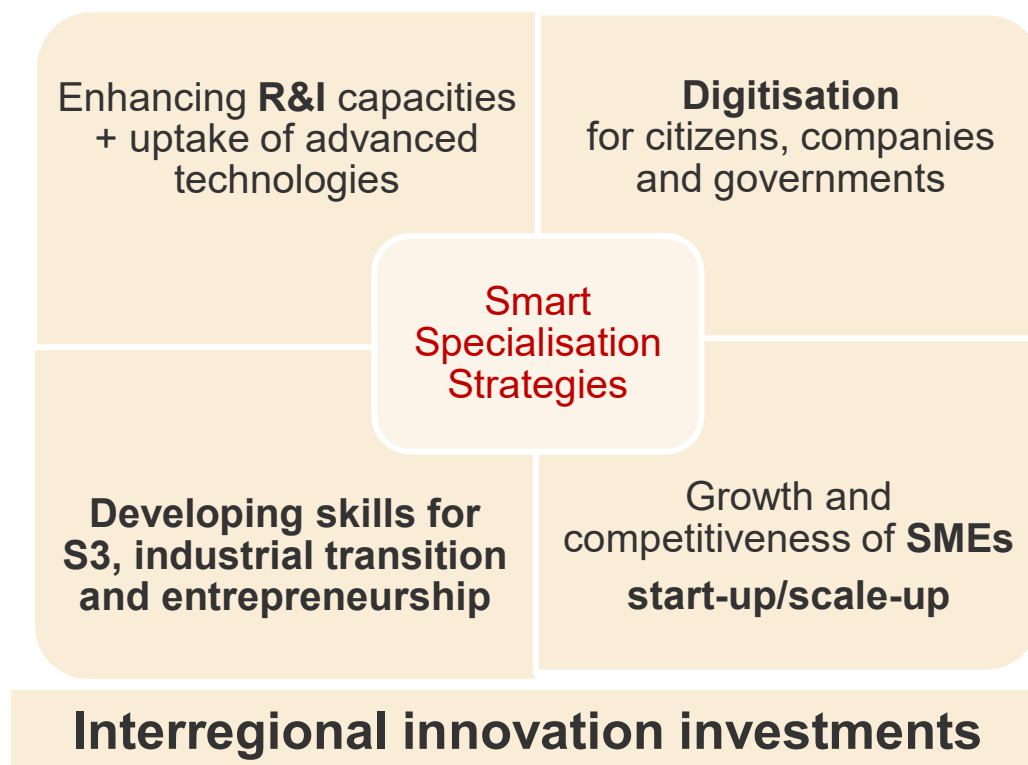 Enhancing R&I capacities
+ uptake of advanced
technologies
Digitisation
for citizens, companies
and governments
Smart
Specialisation
Strategies
Developing skills for
S3, industrial transition
and entrepreneurship
Growth and
competitiveness of SMEs
start-up/scale-up
Interregional innovation investments